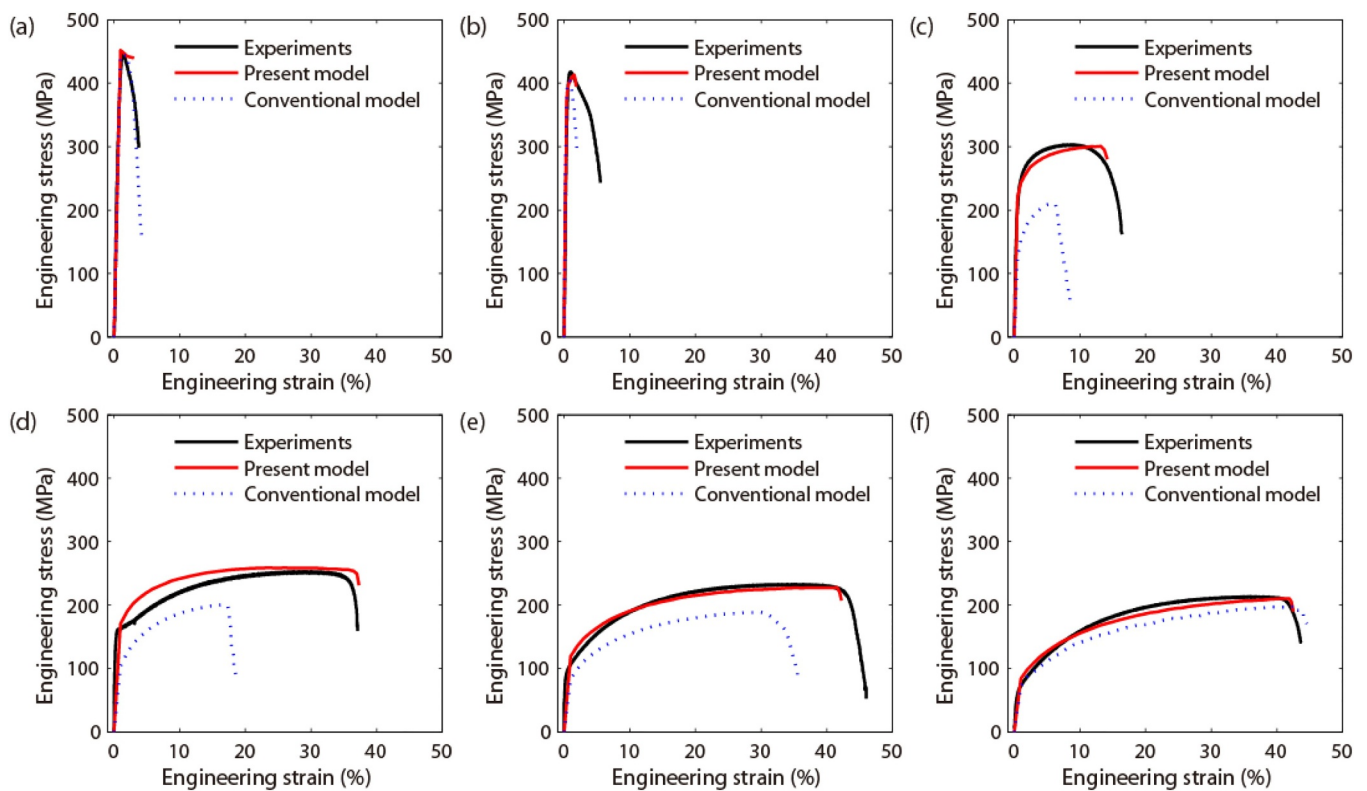 (a)
500
400
300
200
100
0
Engineering stress (MPa)
Experiments
Present model
Conventional model
0 10 20 30 40 50
Engineering strain (%)
(b)
500
400
300
200
100
0
Engineering stress (MPa)
Experiments
Present model
Conventional model
0 10 20 30 40 50
Engineering strain (%)
(c)
500
400
300
200
100
0
Engineering stress (MPa)
Experiments
Present model
Conventional model
0 10 20 30 40 50
Engineering strain (%)
(d)
500
400
300
200
100
0
Engineering stress (MPa)
Experiments
Present model
Conventional model
0 10 20 30 40 50
Engineering strain (%)
(e)
500
400
300
200
100
0
Engineering stress (MPa)
Experiments
Present model
Conventional model
0 10 20 30 40 50
Engineering strain (%)
(f)
500
400
300
200
100
0
Engineering stress (MPa)
Experiments
Present model
Conventional model
0 10 20 30 40 50
Engineering strain (%)